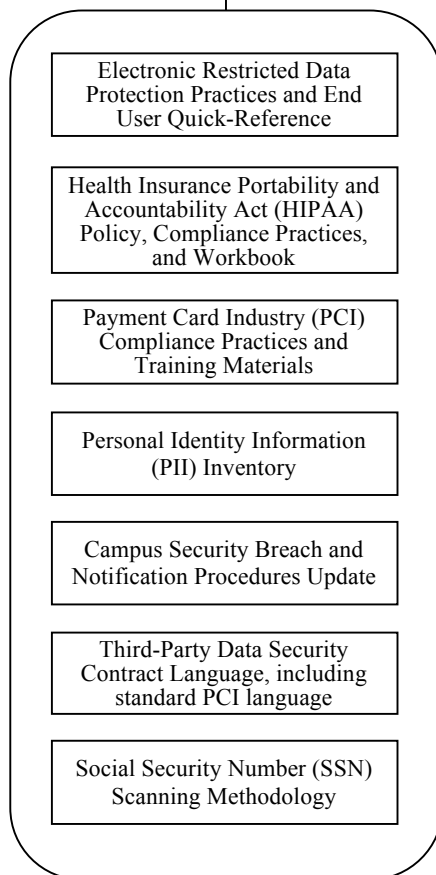 Electronic Restricted Data
Protection Practices and End
User Quick-Reference
Health Insurance Portability and
Accountability Act (HIPAA)
Policy, Compliance Practices,
and Workbook
Payment Card Industry (PCI)
Compliance Practices and
Training Materials
Personal Identity Information
(PII) Inventory
Campus Security Breach and
Notification Procedures Update
Third-Party Data Security
Contract Language, including
standard PCI language
Social Security Number (SSN)
Scanning Methodology